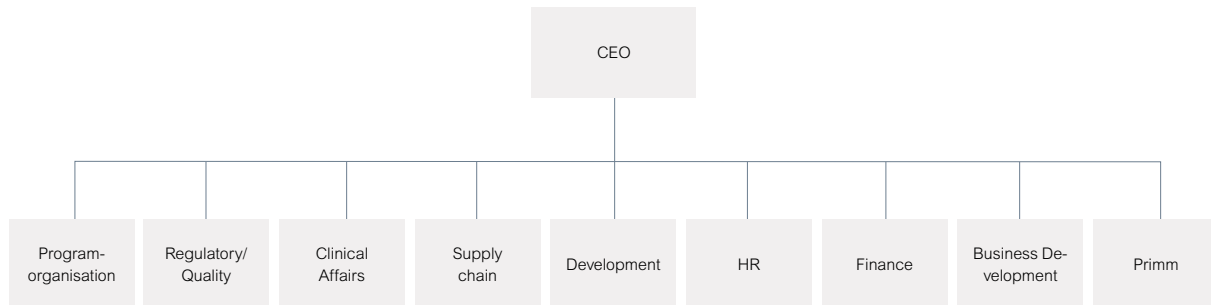 CEO
Program-
organisation
Regulatory/
Quality
Clinical
Affairs
Supply
chain
Development
HR
Finance
Business De-
velopment
Primm